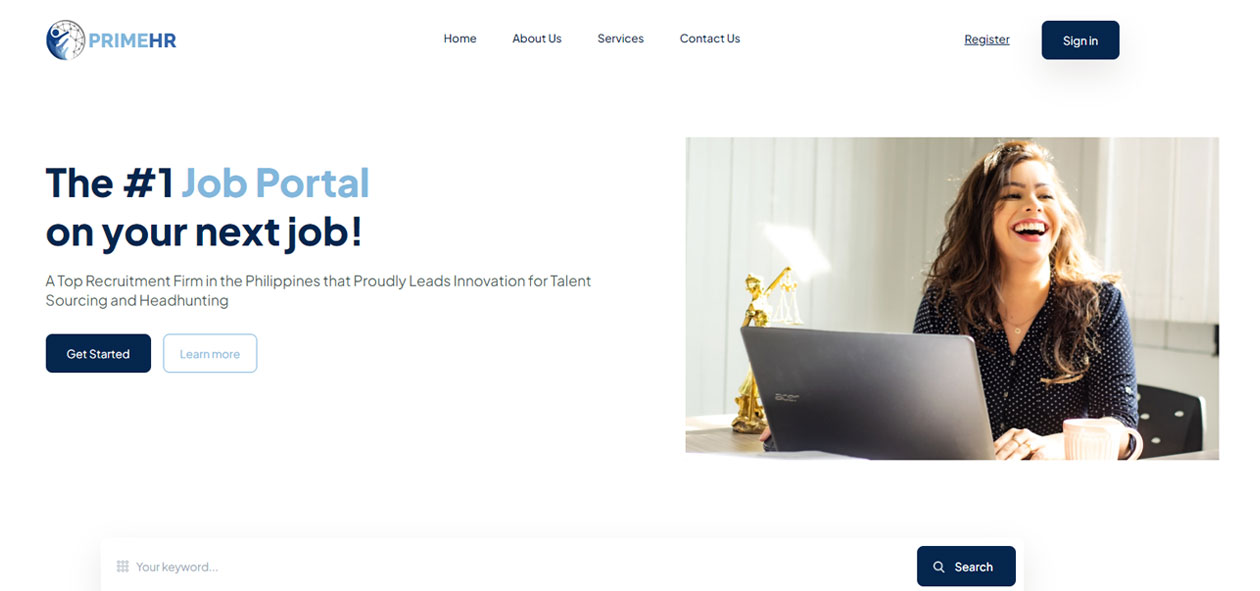 PRIMEHR
Home
About Us
Services
Contact Us
Register
Sign in
The #1 Job Portal
on your next job!
A Top Recruitment Firm in the Philippines that Proudly Leads Innovation for Talent
Sourcing and Headhunting
Get Started
Learn more
acer
Your keyword...
Search